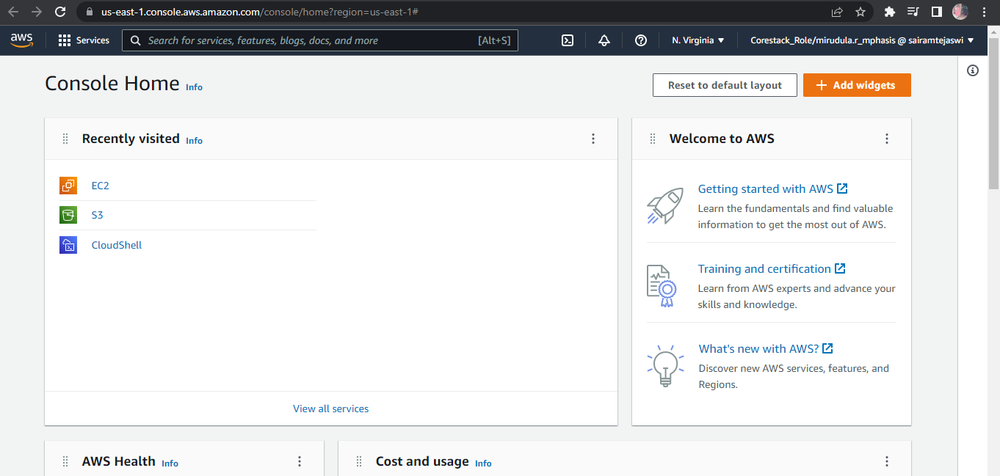 us-east-1.console.aws.amazon.com/console/home?region=us-east-1#
aws Services Search for services, features, blogs, docs, and more [Alt+S] N. Virginia Corestack_Role/mirudula.r_mphasis @ sairamtejaswi
Console Home Info
Reset to default layout
Add widgets
Recently visited Info
EC2
S3
CloudShell
View all services
Welcome to AWS
Getting started with AWS
Learn the fundamentals and find valuable
information to get the most out of AWS.
Training and certification
Learn from AWS experts and advance your
skills and knowledge.
What's new with AWS?
Discover new AWS services, features, and
Regions.
AWS Health Info
Cost and usage Info